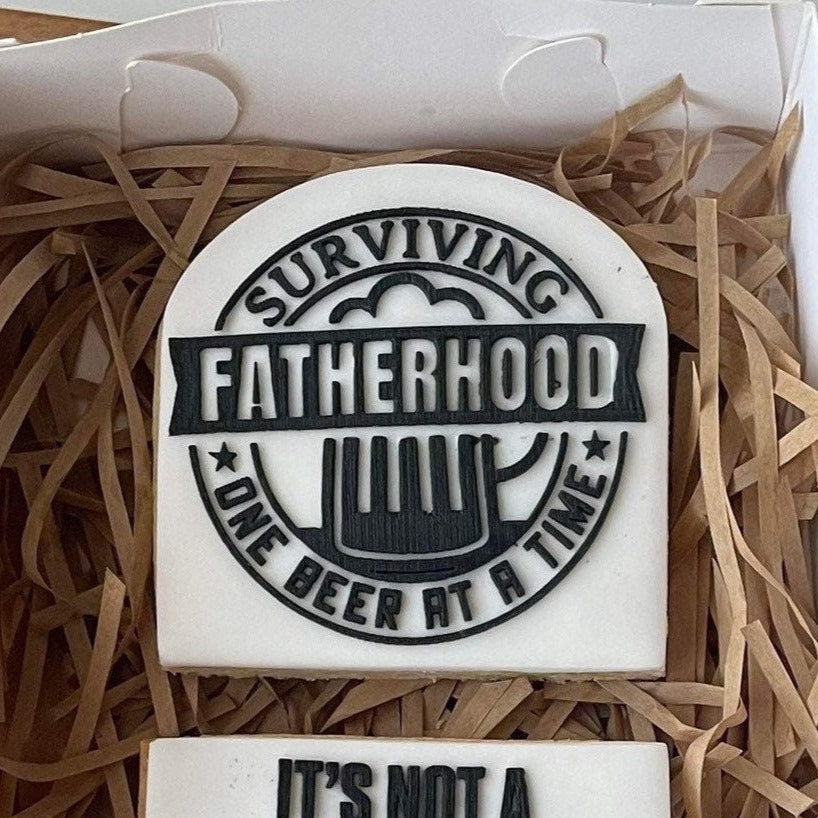 SURVIVING
FATHERHOOD
ONE BEER AT A TIME
IT'S NOT A